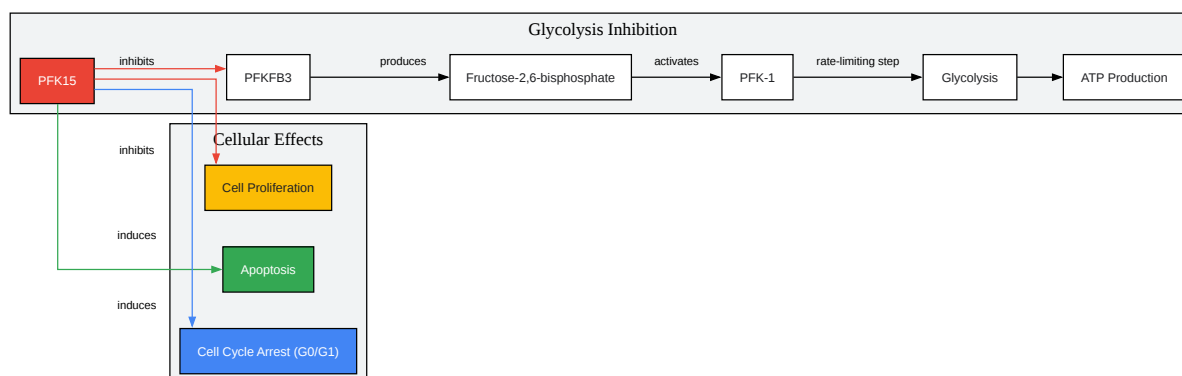 Glycolysis Inhibition
PFK15
inhibits
PFKFB3
produces
Fructose-2,6-bisphosphate
activates
PFK-1
rate-limiting step
Glycolysis
ATP Production
Cellular Effects
inhibits
Cell Proliferation
induces
Apoptosis
induces
Cell Cycle Arrest (G0/G1)